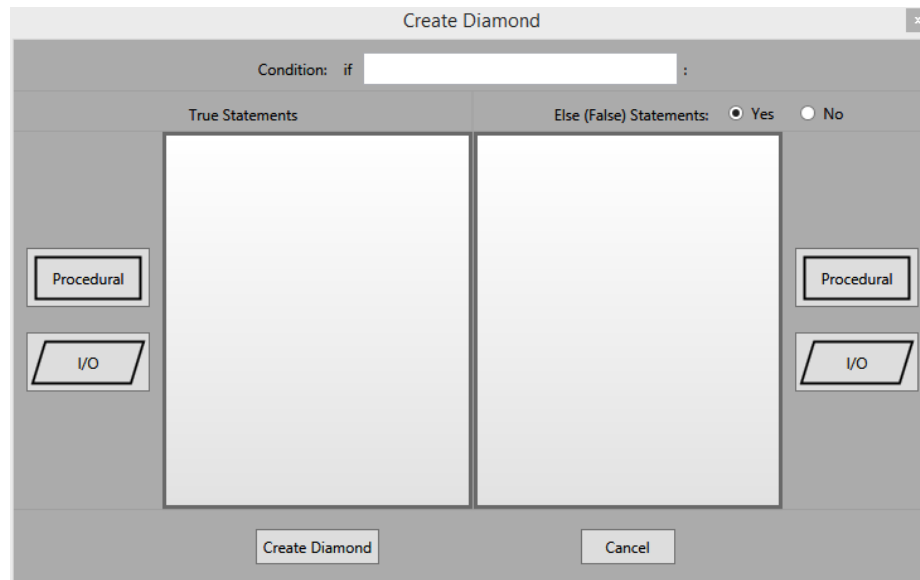 Create Diamond
Condition: if :
True Statements
Else (False) Statements: Yes No
Procedural
Procedural
I/O
I/O
Create Diamond
Cancel